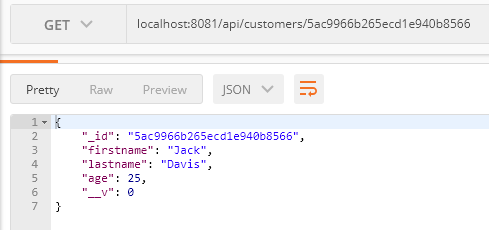 GET localhost:8081/api/customers/5ac9966b265ecd1e940b8566
Pretty Raw Preview JSON
1 {
2 "_id": "5ac9966b265ecd1e940b8566",
3 "firstname": "Jack",
4 "lastname": "Davis",
5 "age": 25,
6 "__v": 0
7 }